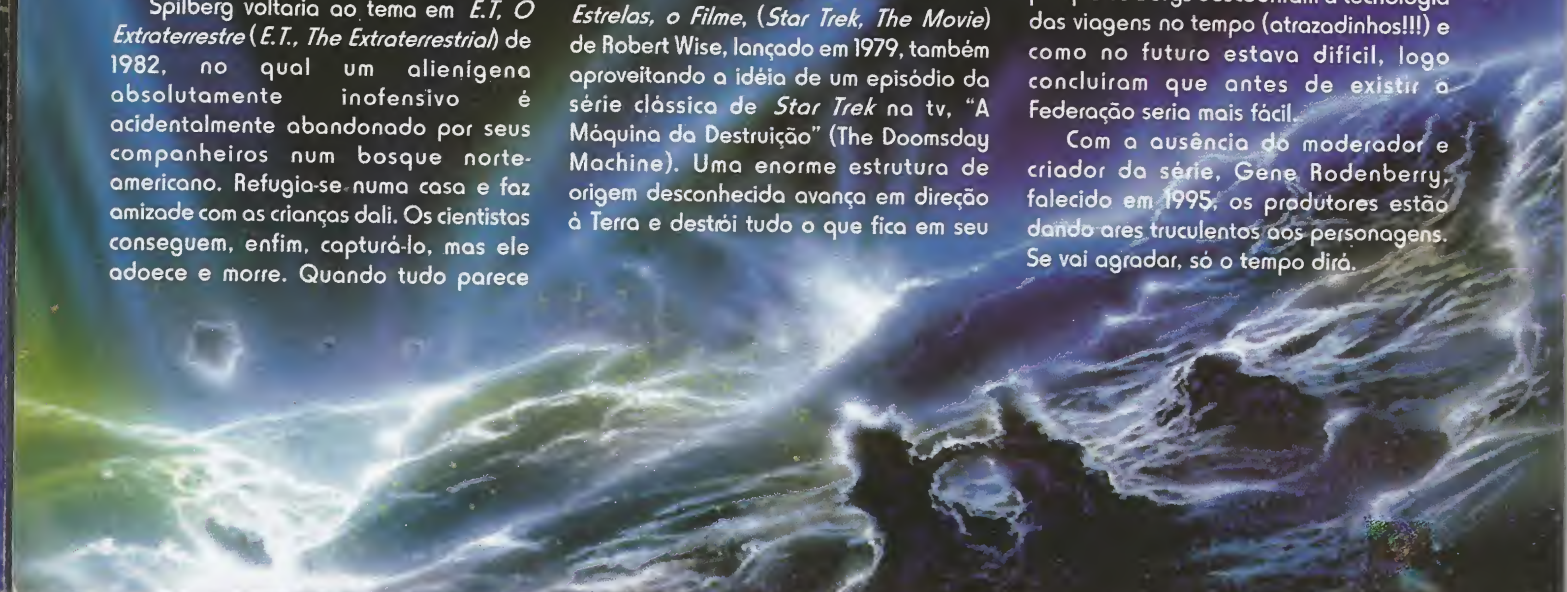 Spilberg voltaria ao tema em E.T, O
Extraterrestre (E.T., The Extraterrestrial) de
1982, no qual um alienígena
absolutamente inofensivo é
acidentalmente abandonado por seus
companheiros num bosque norte-
americano. Refugia-se numa casa e faz
amizade com as crianças dali. Os cientistas
conseguem, enfim, capturá-lo, mas ele
adoece e morre. Quando tudo parece
Estrelas, o Filme, (Star Trek, The Movie)
de Robert Wise, lançado em 1979, também
aproveitando a idéia de um episódio da
série clássica de Star Trek na tv, "A
Máquina da Destruição" (The Doomsday
Machine). Uma enorme estrutura de
origem desconhecida avança em direção
à Terra e destrói tudo o que fica em seu
a tecnologia
das viagens no tempo (atrazadinhos!!!) e
como no futuro estava difícil, logo
concluíram que antes de existir a
Federação seria mais fácil.
Com a ausência do moderador e
criador da série, Gene Rodenberry,
falecido em 1995, os produtores estão
dando ares truculentos aos personagens.
Se vai agradar, só o tempo dirá.